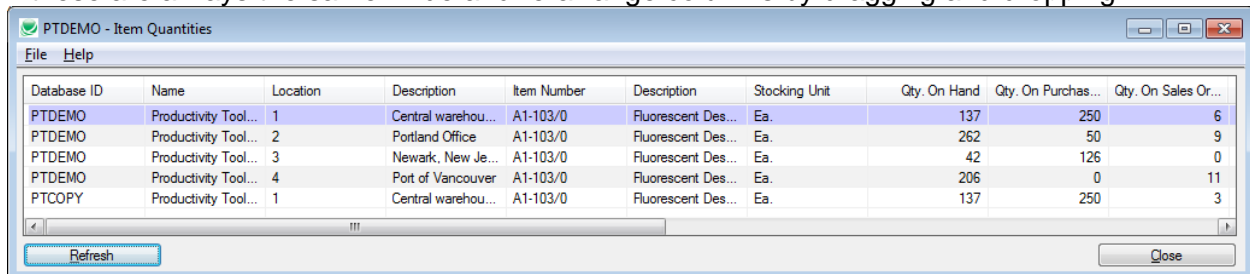 PTDEMO - Item Quantities
File Help
Database ID Name Location Description Item Number Description Stocking Unit Qty. On Hand Qty. On Purchas... Qty. On Sales Or...
PTDEMO Productivity Tool... 1 Central warehou... A1-103/0 Fluorescent Des... Ea. 137 250 6
PTDEMO Productivity Tool... 2 Portland Office A1-103/0 Fluorescent Des... Ea. 262 50 9
PTDEMO Productivity Tool... 3 Newark, New Je... A1-103/0 Fluorescent Des... Ea. 42 126 0
PTDEMO Productivity Tool... 4 Port of Vancouver A1-103/0 Fluorescent Des... Ea. 206 0 11
PTCOPY Productivity Tool... 1 Central warehou... A1-103/0 Fluorescent Des... Ea. 137 250 3
Refresh Close